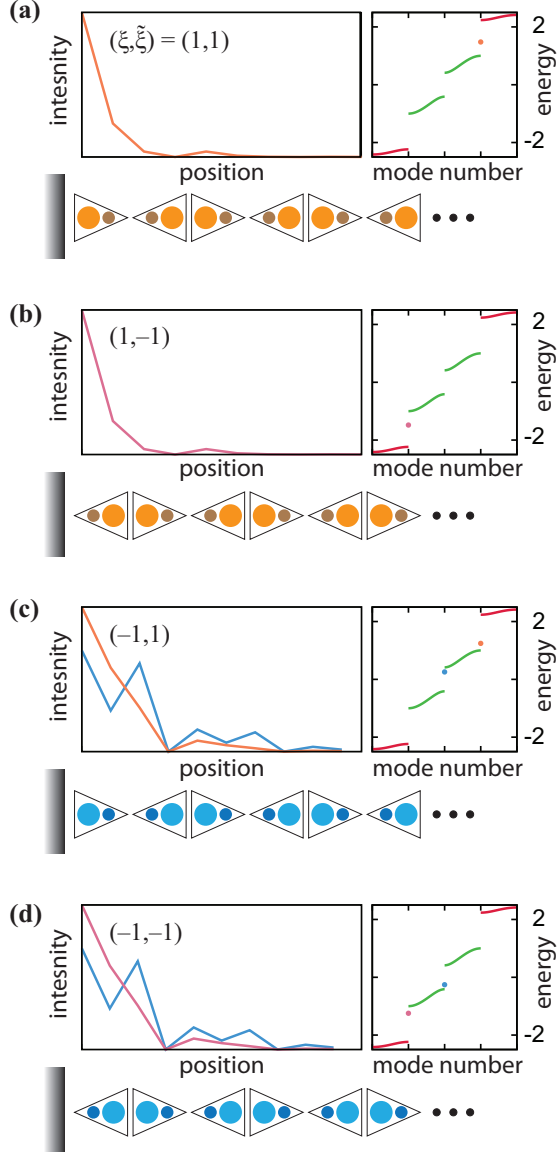 (a)
(ξ,ξ̃) = (1,1)
intesnity
position
2
-2
energy
mode number
(b)
(1,–1)
intesnity
position
2
-2
energy
mode number
(c)
(–1,1)
intesnity
position
2
-2
energy
mode number
(d)
(–1,–1)
intesnity
position
2
-2
energy
mode number